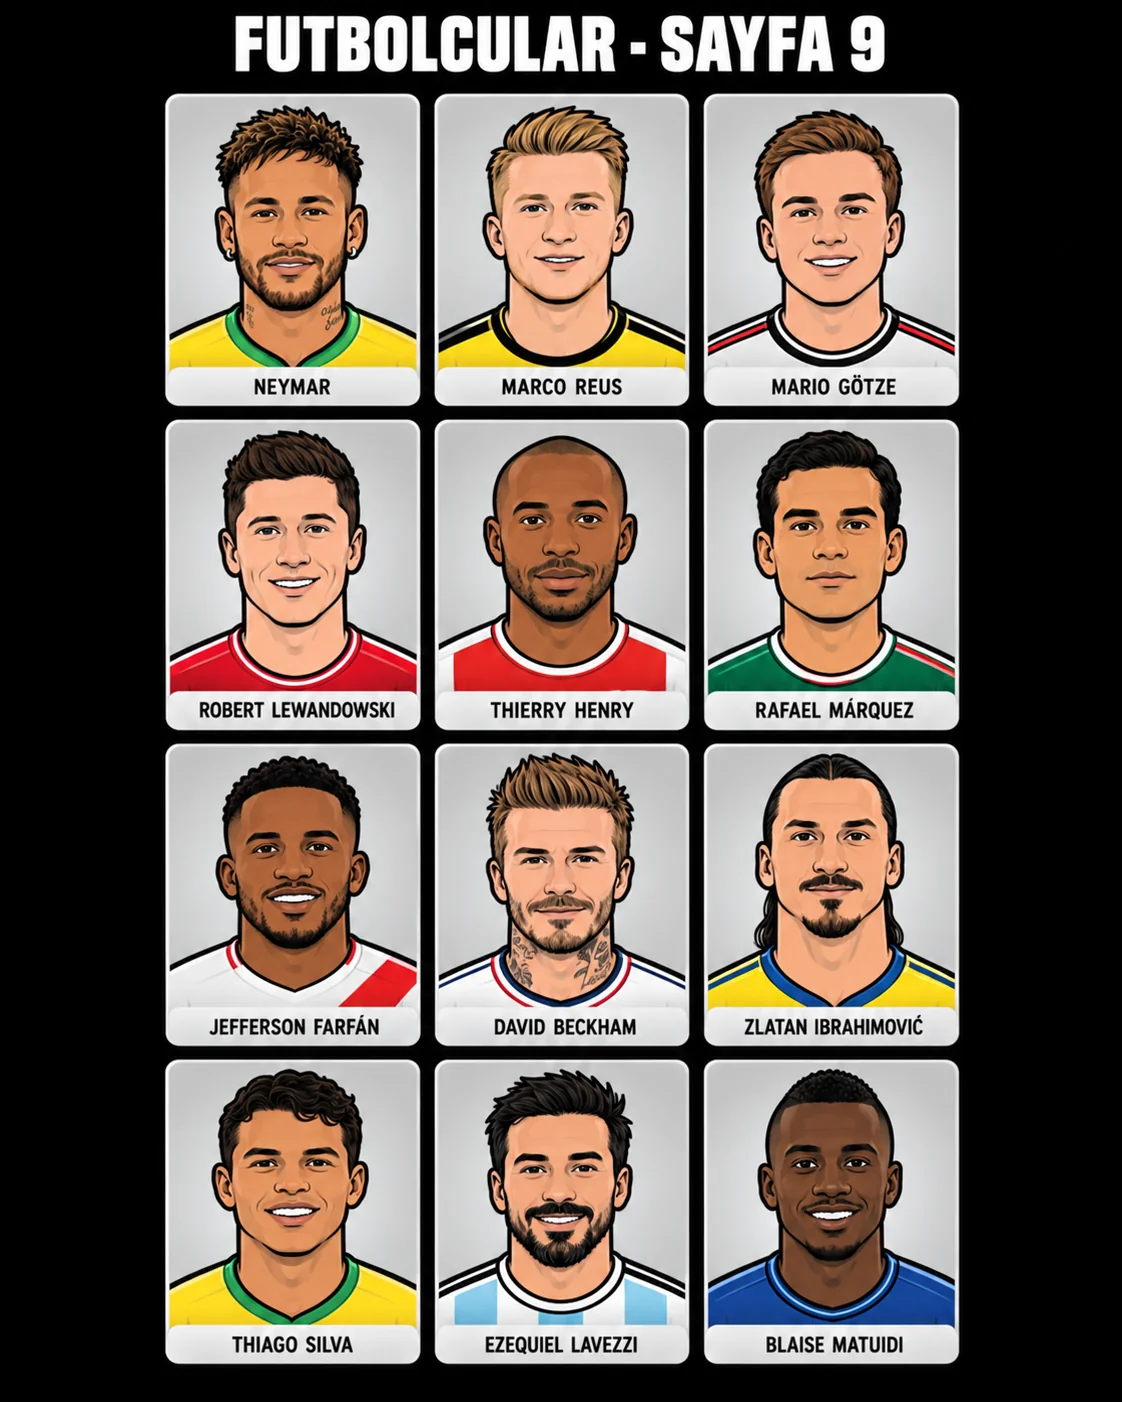 FUTBOLCULAR - SAYFA 9
NEYMAR
MARCO REUS
MARIO GÖTZE
ROBERT LEWANDOWSKI
THIERRY HENRY
RAFAEL MÁRQUEZ
JEFFERSON FARFÁN
DAVID BECKHAM
ZLATAN IBRAHIMOVIĆ
THIAGO SILVA
EZEQUIEL LAVEZZI
BLAISE MATUIDI